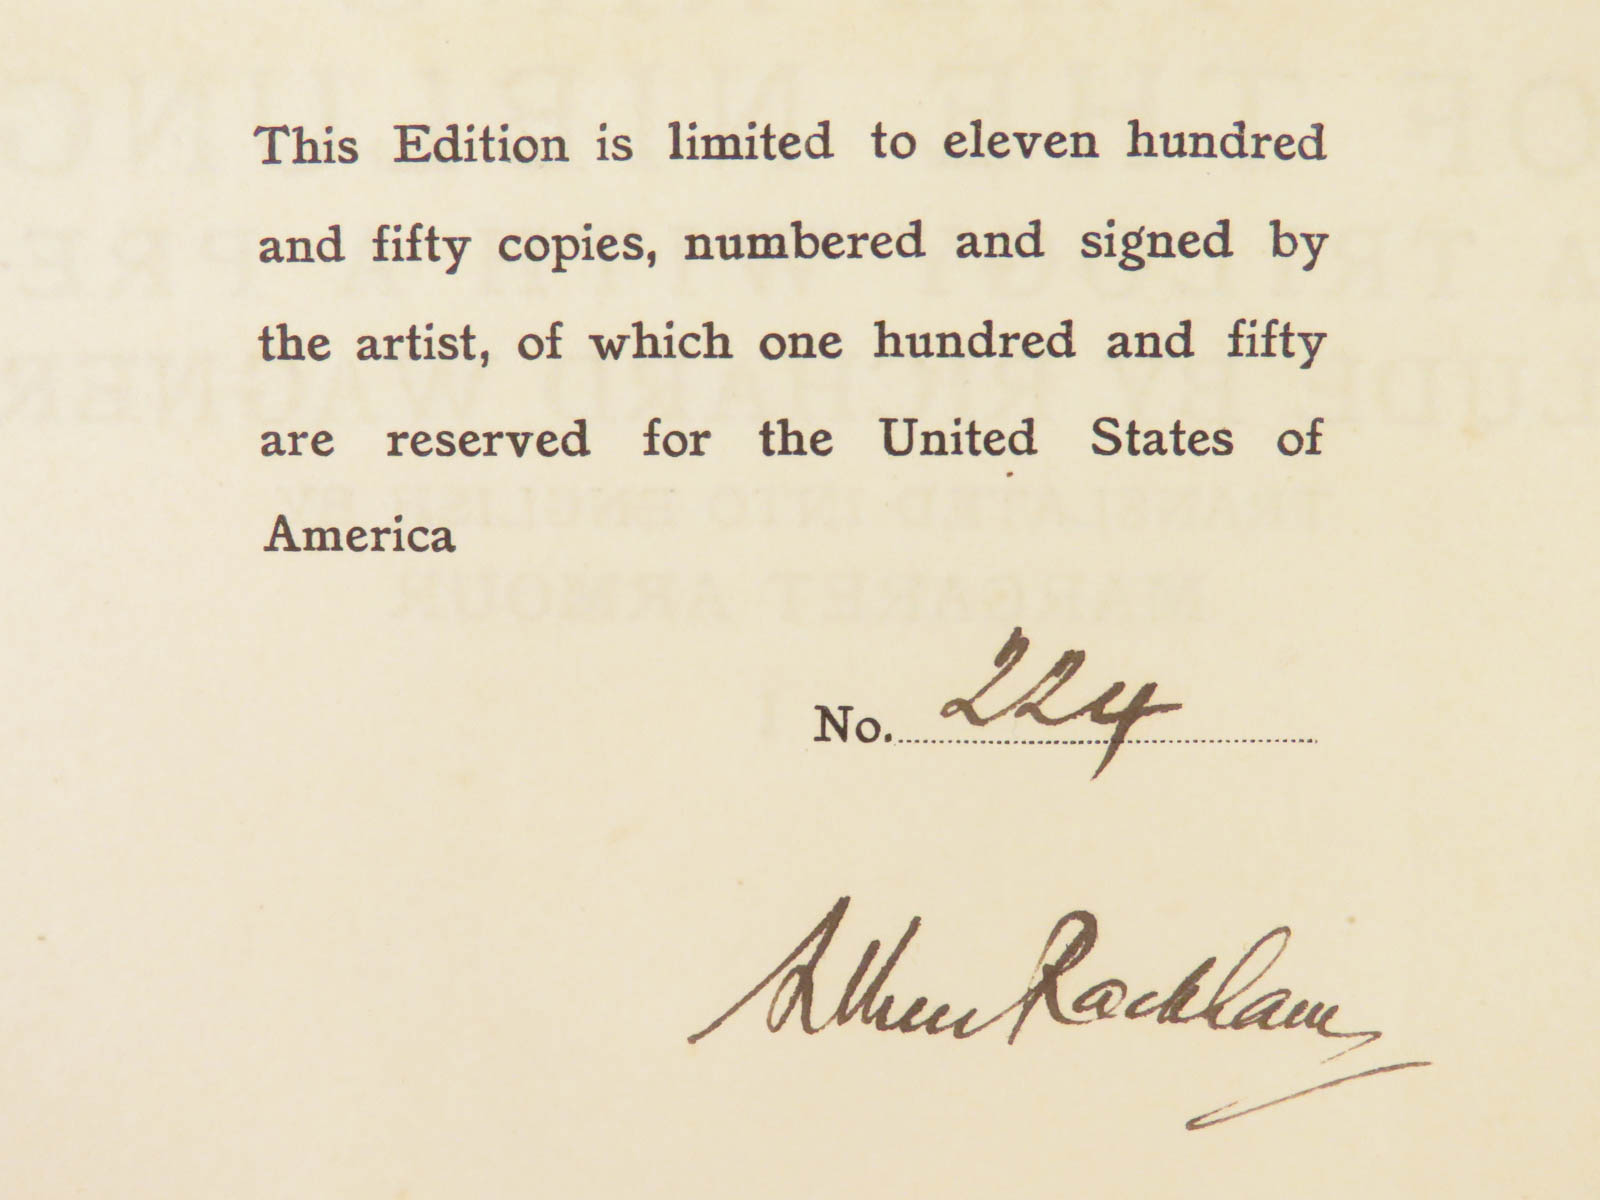 This Edition is limited to eleven hundred
and fifty copies, numbered and signed by
the artist, of which one hundred and fifty
are reserved for the United States of
America
No. 224
Arthur Rackham